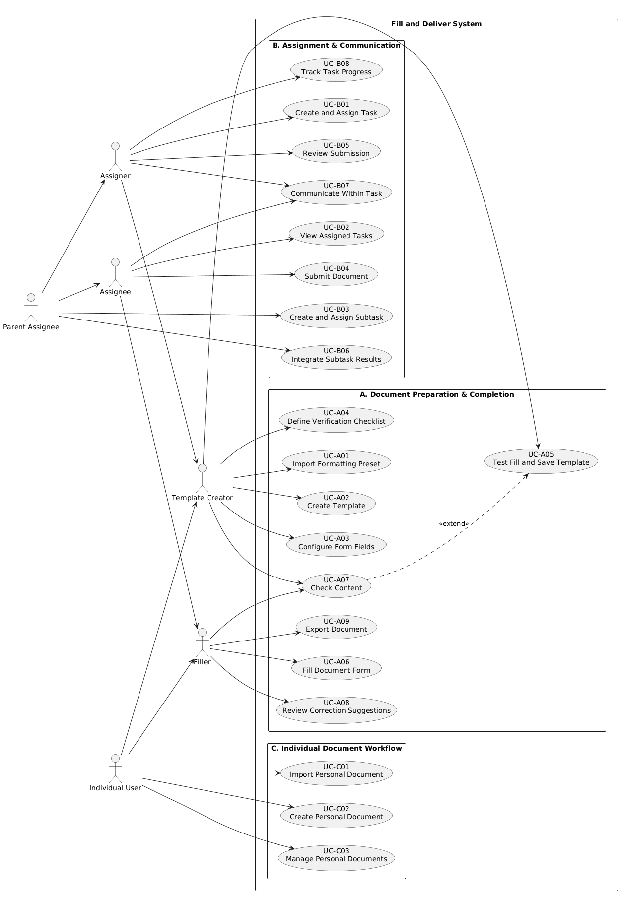 Fill and Deliver System
B. Assignment & Communication
UC-B08
Track Task Progress
UC-B01
Create and Assign Task
UC-B05
Review Submission
Assigner
UC-B07
Communicate Within Task
UC-B02
View Assigned Tasks
UC-B04
Submit Document
Assignee
UC-B03
Create and Assign Subtask
Parent Assignee
UC-B06
Integrate Subtask Results
A. Document Preparation & Completion
UC-A04
Define Verification Checklist
UC-A01
Import Formatting Preset
UC-A05
Test Fill and Save Template
Template Creator
UC-A02
Create Template
«extend»
UC-A03
Configure Form Fields
UC-A07
Check Content
UC-A09
Export Document
Filler
UC-A06
Fill Document Form
UC-A08
Review Correction Suggestions
C. Individual Document Workflow
UC-C01
Import Personal Document
Individual User
UC-C02
Create Personal Document
UC-C03
Manage Personal Documents